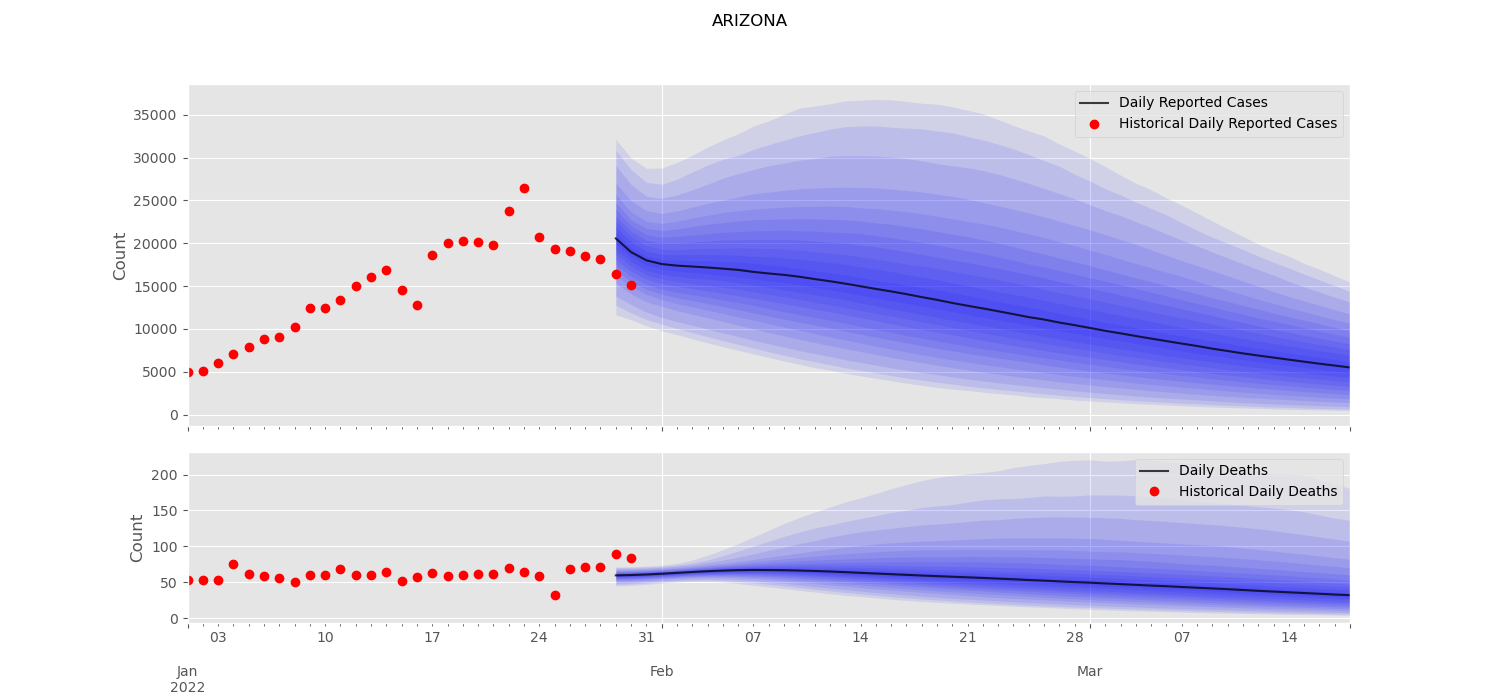 ARIZONA
Count
35000
30000
25000
20000
15000
10000
5000
0
Daily Reported Cases
Historical Daily Reported Cases
Count
200
150
100
50
0
Daily Deaths
Historical Daily Deaths
03 10 17 24 31 07 14 21 28 07 14
Jan Feb Mar
2022